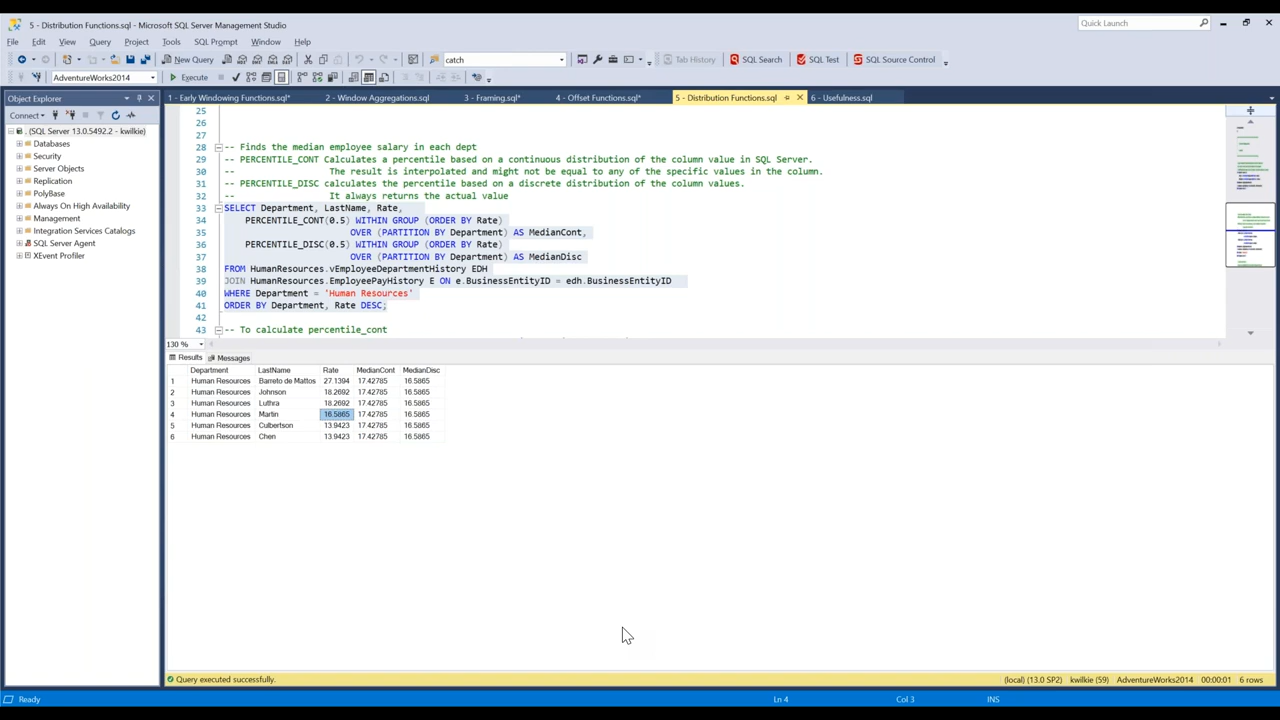 5 - Distribution Functions.sql - Microsoft SQL Server Management Studio
Quick Launch
File Edit View Query Project Tools SQL Prompt Window Help
New Query catch Tab History SQL Search SQL Test Source Control
AdventureWorks2014 Execute
Object Explorer
1 - Early Windowing Functions.sql* 2 - Window Aggregations.sql 3 - Framing.sql* 4 - Offset Functions.sql* 5 - Distribution Functions.sql 6 - Usefulness.sql
Connect
. (SQL Server 13.0.5492.2 - kwilkie)
Databases
Security
Server Objects
Replication
PolyBase
Always On High Availability
Management
Integration Services Catalogs
SQL Server Agent
XEvent Profiler
25
26
27
28 -- Finds the median employee salary in each dept
29 -- PERCENTILE_CONT Calculates a percentile based on a continuous distribution of the column value in SQL Server.
30 -- The result is interpolated and might not be equal to any of the specific values in the column.
31 -- PERCENTILE_DISC calculates the percentile based on a discrete distribution of the column values.
32 -- It always returns the actual value
33 SELECT Department, LastName, Rate,
34 PERCENTILE_CONT(0.5) WITHIN GROUP (ORDER BY Rate)
35 OVER (PARTITION BY Department) AS MedianCont,
36 PERCENTILE_DISC(0.5) WITHIN GROUP (ORDER BY Rate)
37 OVER (PARTITION BY Department) AS MedianDisc
38 FROM HumanResources.vEmployeeDepartmentHistory EDH
39 JOIN HumanResources.EmployeePayHistory E ON e.BusinessEntityID = edh.BusinessEntityID
40 WHERE Department = 'Human Resources'
41 ORDER BY Department, Rate DESC;
42
43 -- To calculate percentile_cont
130 %
Results Messages
Department LastName Rate MedianCont MedianDisc
1 Human Resources Barreto de Mattos 27.1394 17.42785 16.5865
2 Human Resources Johnson 18.2692 17.42785 16.5865
3 Human Resources Luthra 18.2692 17.42785 16.5865
4 Human Resources Martin 16.5865 17.42785 16.5865
5 Human Resources Culbertson 13.9423 17.42785 16.5865
6 Human Resources Chen 13.9423 17.42785 16.5865
Query executed successfully. (local) (13.0 SP2) kwilkie (59) AdventureWorks2014 00:00:01 6 rows
Ready Ln 4 Col 3 INS